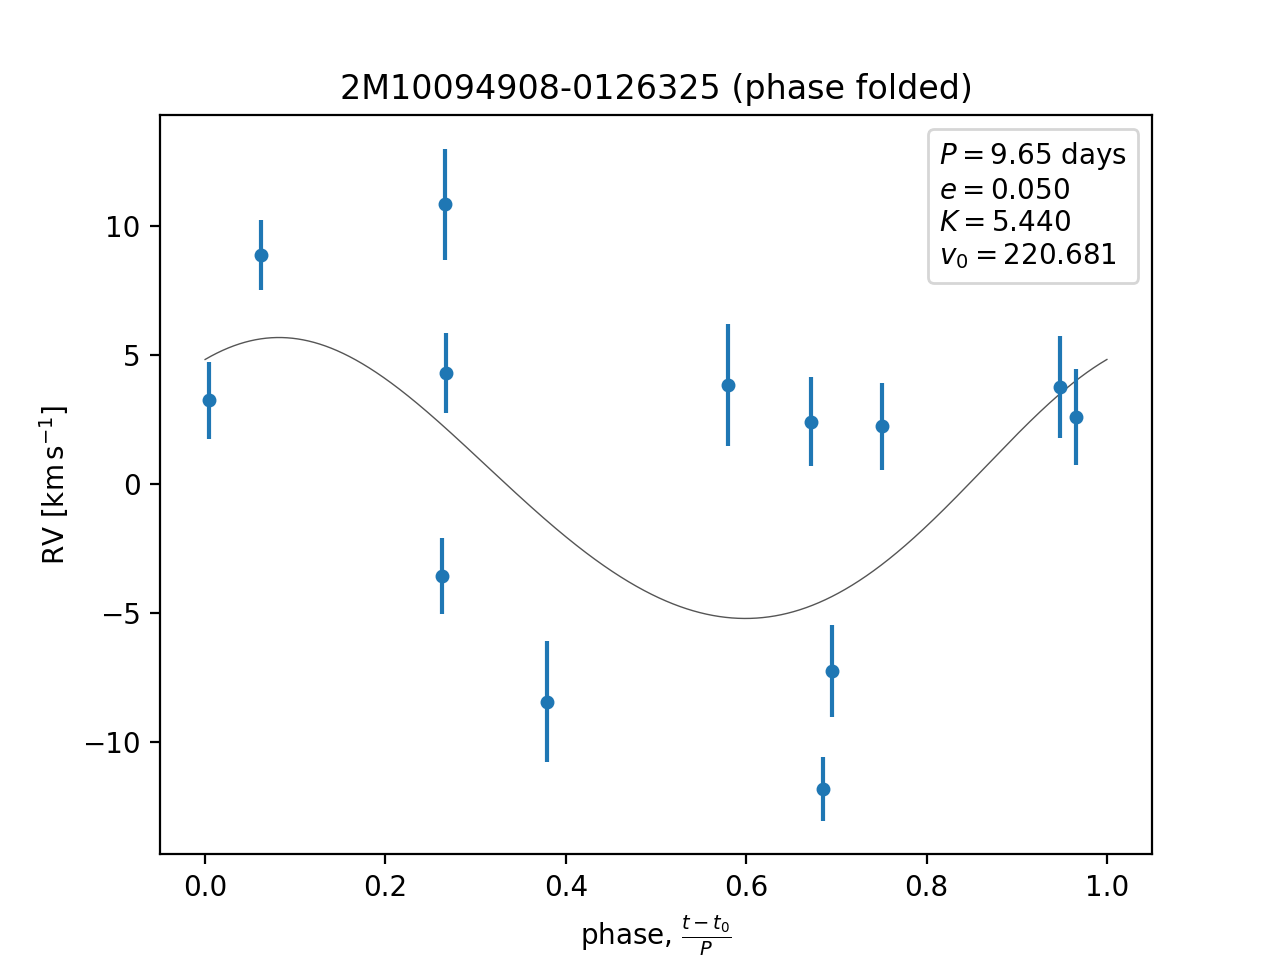 2M10094908-0126325 (phase folded)
P = 9.65 days
e = 0.050
K = 5.440
v₀ = 220.681
RV [km s⁻¹]
10
5
0
−5
−10
0.0 0.2 0.4 0.6 0.8 1.0
phase, (t − t₀)/P